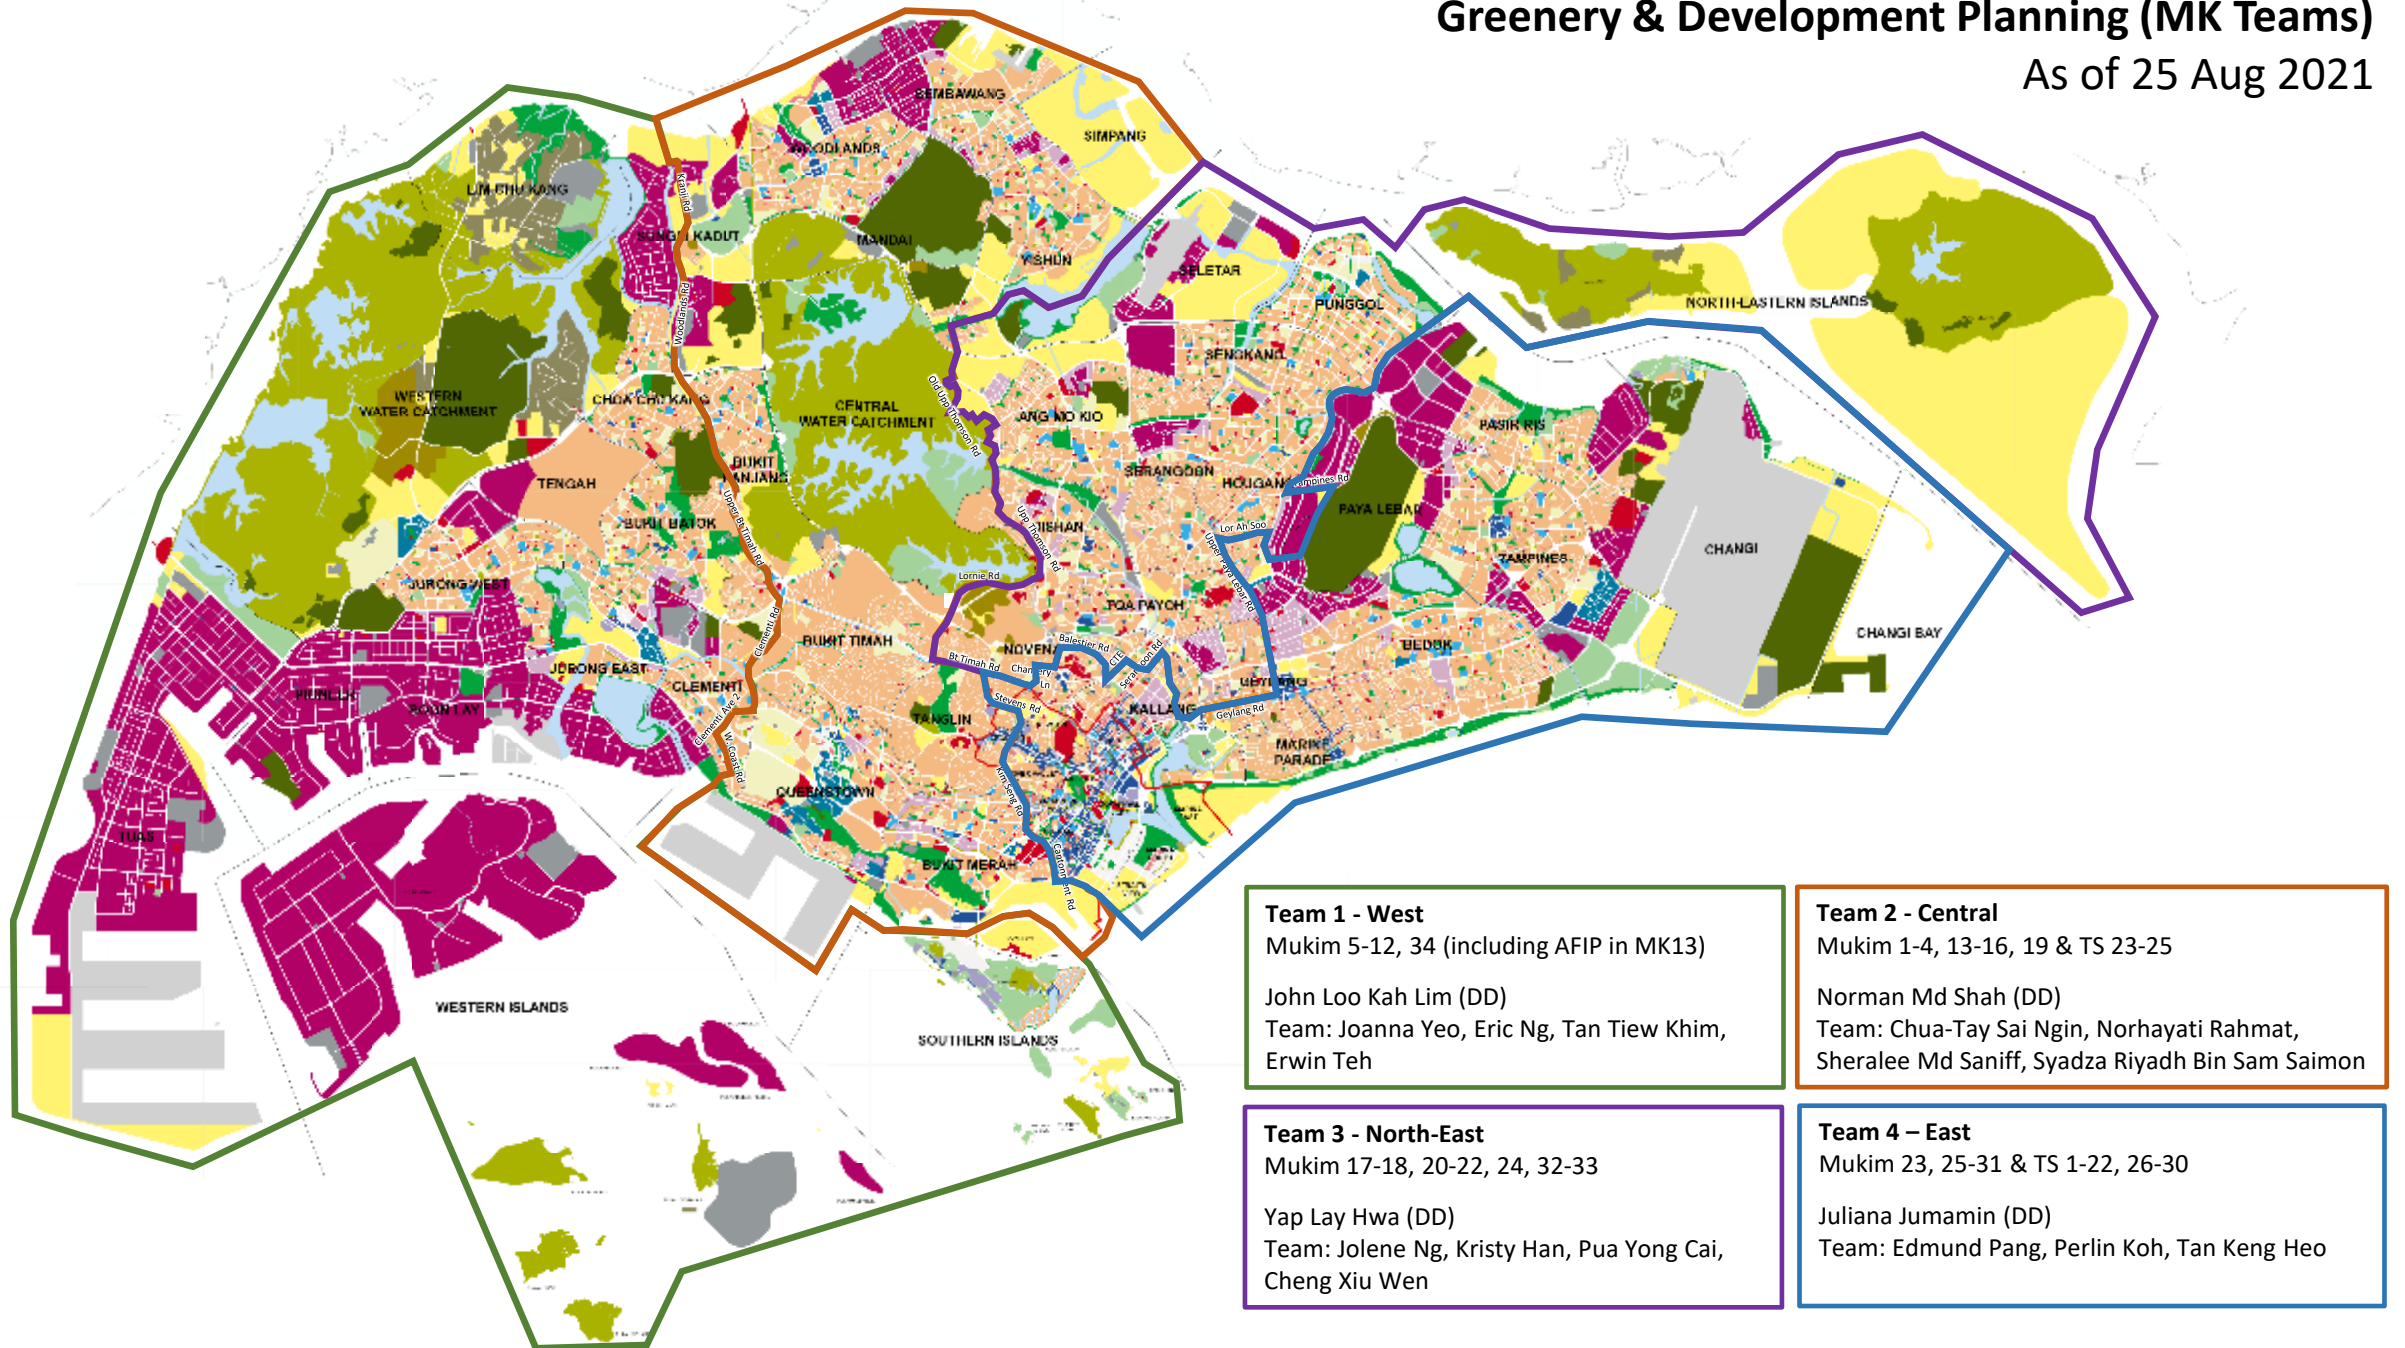 Greenery & Development Planning (MK Teams)
As of 25 Aug 2021
SEMBAWANG
SIMPANG
WOODLANDS
LIM CHU KANG
Kranji Rd
SUNGEI KADUT
MANDAI
YISHUN
SELETAR
PUNGGOL
NORTH-EASTERN ISLANDS
Woodlands Rd
SENGKANG
WESTERN
WATER CATCHMENT
CHOA CHU KANG
CENTRAL
WATER CATCHMENT
Old Upp Thomson Rd
ANG MO KIO
PASIR RIS
BUKIT
PANJANG
SERANGOON
HOUGANG
Tampines Rd
TENGAH
PAYA LEBAR
BUKIT BATOK
Upper Bt Timah Rd
Upp Thomson Rd
BISHAN
Lor Ah Soo
Upper Paya Lebar Rd
CHANGI
TAMPINES
JURONG WEST
Lornie Rd
TOA PAYOH
Clementi Rd
BUKIT TIMAH
NOVENA
Balestier Rd
CTE
Serangoon Rd
BEDOK
CHANGI BAY
JURONG EAST
Bt Timah Rd
Chancery
Ln
CLEMENTI
GEYLANG
PIONEER
BOON LAY
Clementi Ave 2
TANGLIN
Stevens Rd
KALLANG
Geylang Rd
W. Coast Rd
MARINE
PARADE
Kim Seng Rd
QUEENSTOWN
TUAS
BUKIT MERAH
Cantonment Rd
WESTERN ISLANDS
SOUTHERN ISLANDS
Team 1 - West
Mukim 5-12, 34 (including AFIP in MK13)
John Loo Kah Lim (DD)
Team: Joanna Yeo, Eric Ng, Tan Tiew Khim,
Erwin Teh
Team 2 - Central
Mukim 1-4, 13-16, 19 & TS 23-25
Norman Md Shah (DD)
Team: Chua-Tay Sai Ngin, Norhayati Rahmat,
Sheralee Md Saniff, Syadza Riyadh Bin Sam Saimon
Team 3 - North-East
Mukim 17-18, 20-22, 24, 32-33
Yap Lay Hwa (DD)
Team: Jolene Ng, Kristy Han, Pua Yong Cai,
Cheng Xiu Wen
Team 4 – East
Mukim 23, 25-31 & TS 1-22, 26-30
Juliana Jumamin (DD)
Team: Edmund Pang, Perlin Koh, Tan Keng Heo